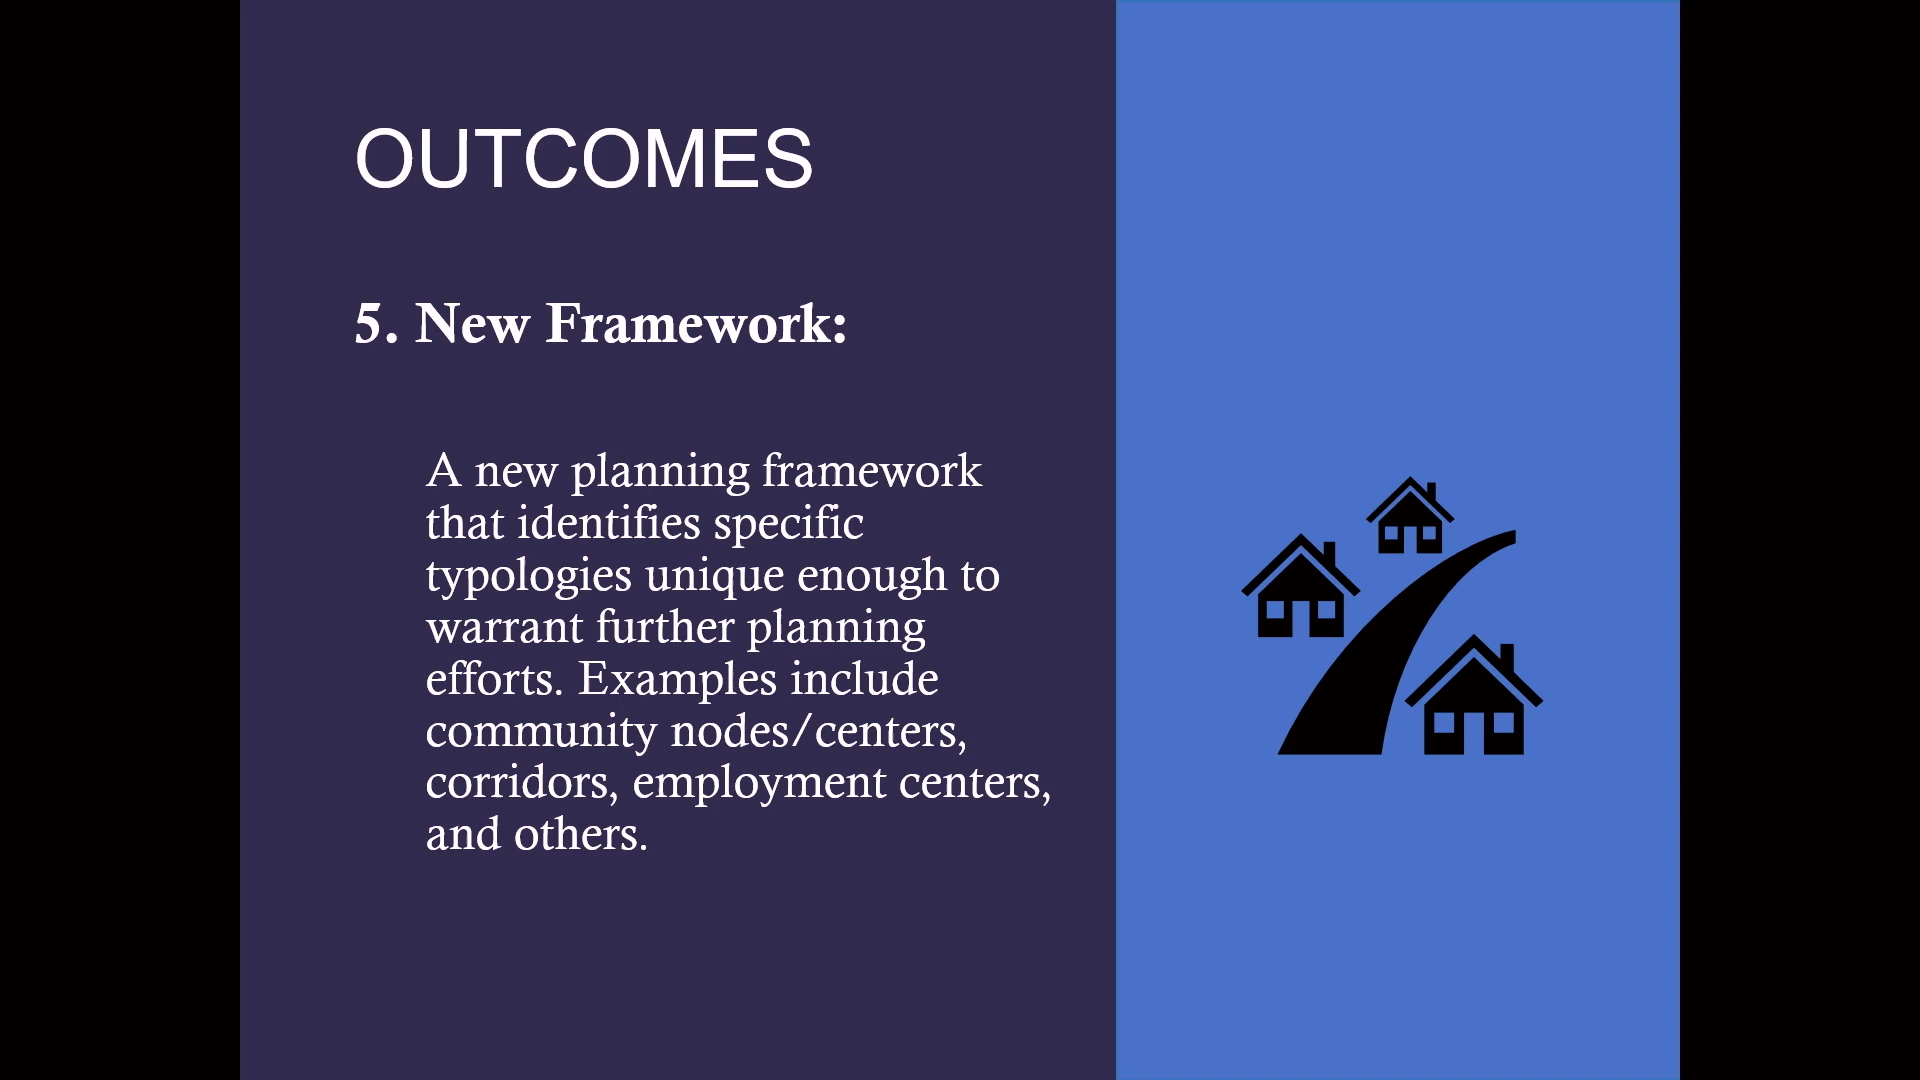 OUTCOMES
5. New Framework:
A new planning framework
that identifies specific
typologies unique enough to
warrant further planning
efforts. Examples include
community nodes/centers,
corridors, employment centers,
and others.